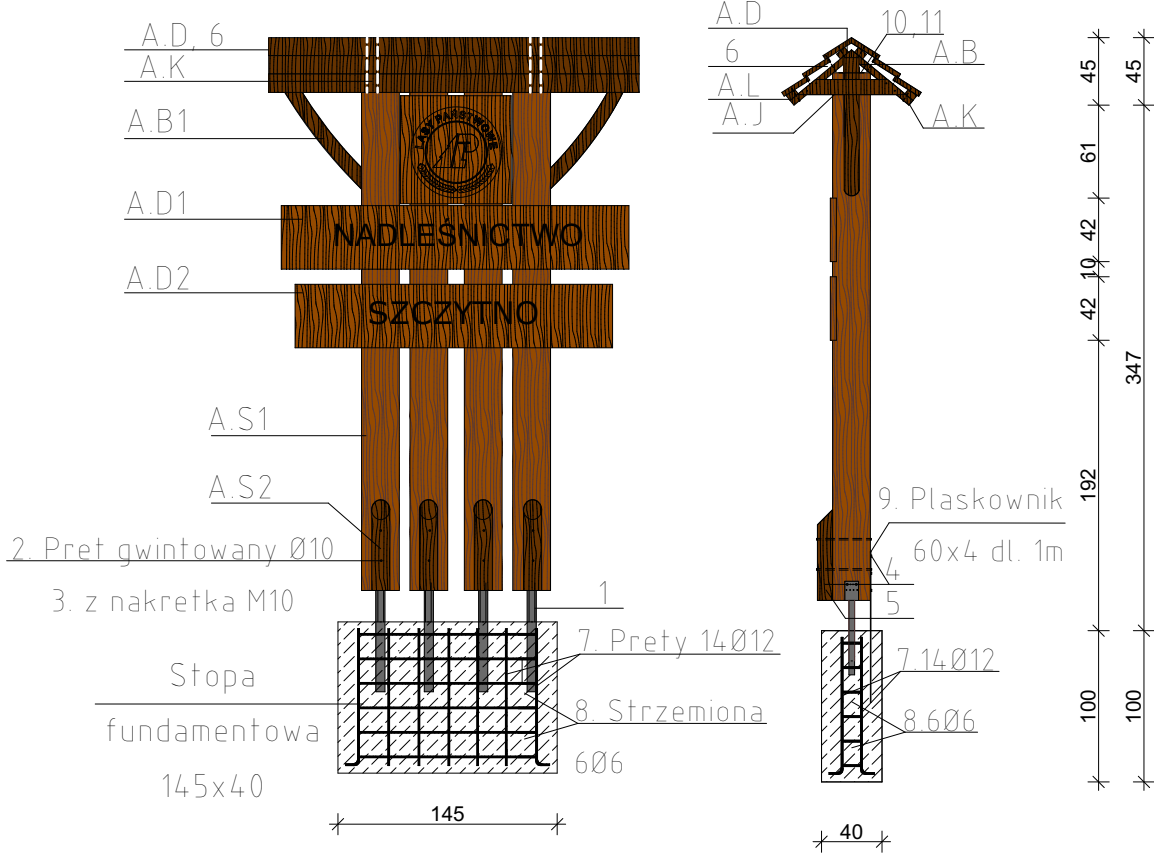 A.D, 6
A.K
A.B1
A.D1
A.D2
A.S1
A.S2
2. Pret gwintowany Ø10
3. z nakretka M10
LASY PAŃSTWOWE
NADLEŚNICTWO
SZCZYTNO
1
7. Prety 14Ø12
8. Strzemiona
6Ø6
Stopa
fundamentowa
145x40
145
A.D
10,11
6
A.B
A.L
A.J
A.K
9. Plaskownik
60x4 dl. 1m
4
5
7.14Ø12
8.6Ø6
40
45
61
42
10
42
192
100
45
347
100